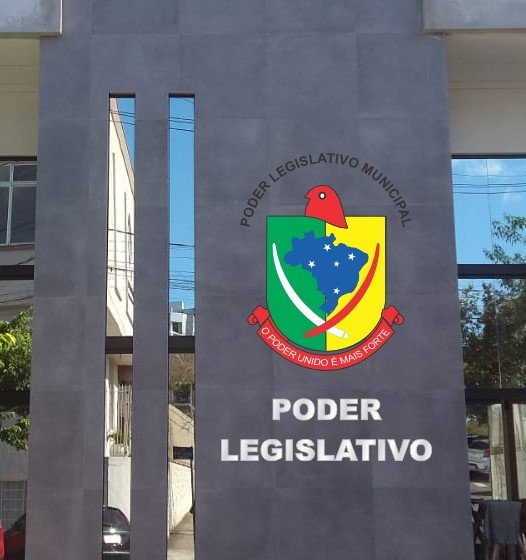 PODER LEGISLATIVO MUNICIPAL
O PODER UNIDO É MAIS FORTE
PODER
LEGISLATIVO